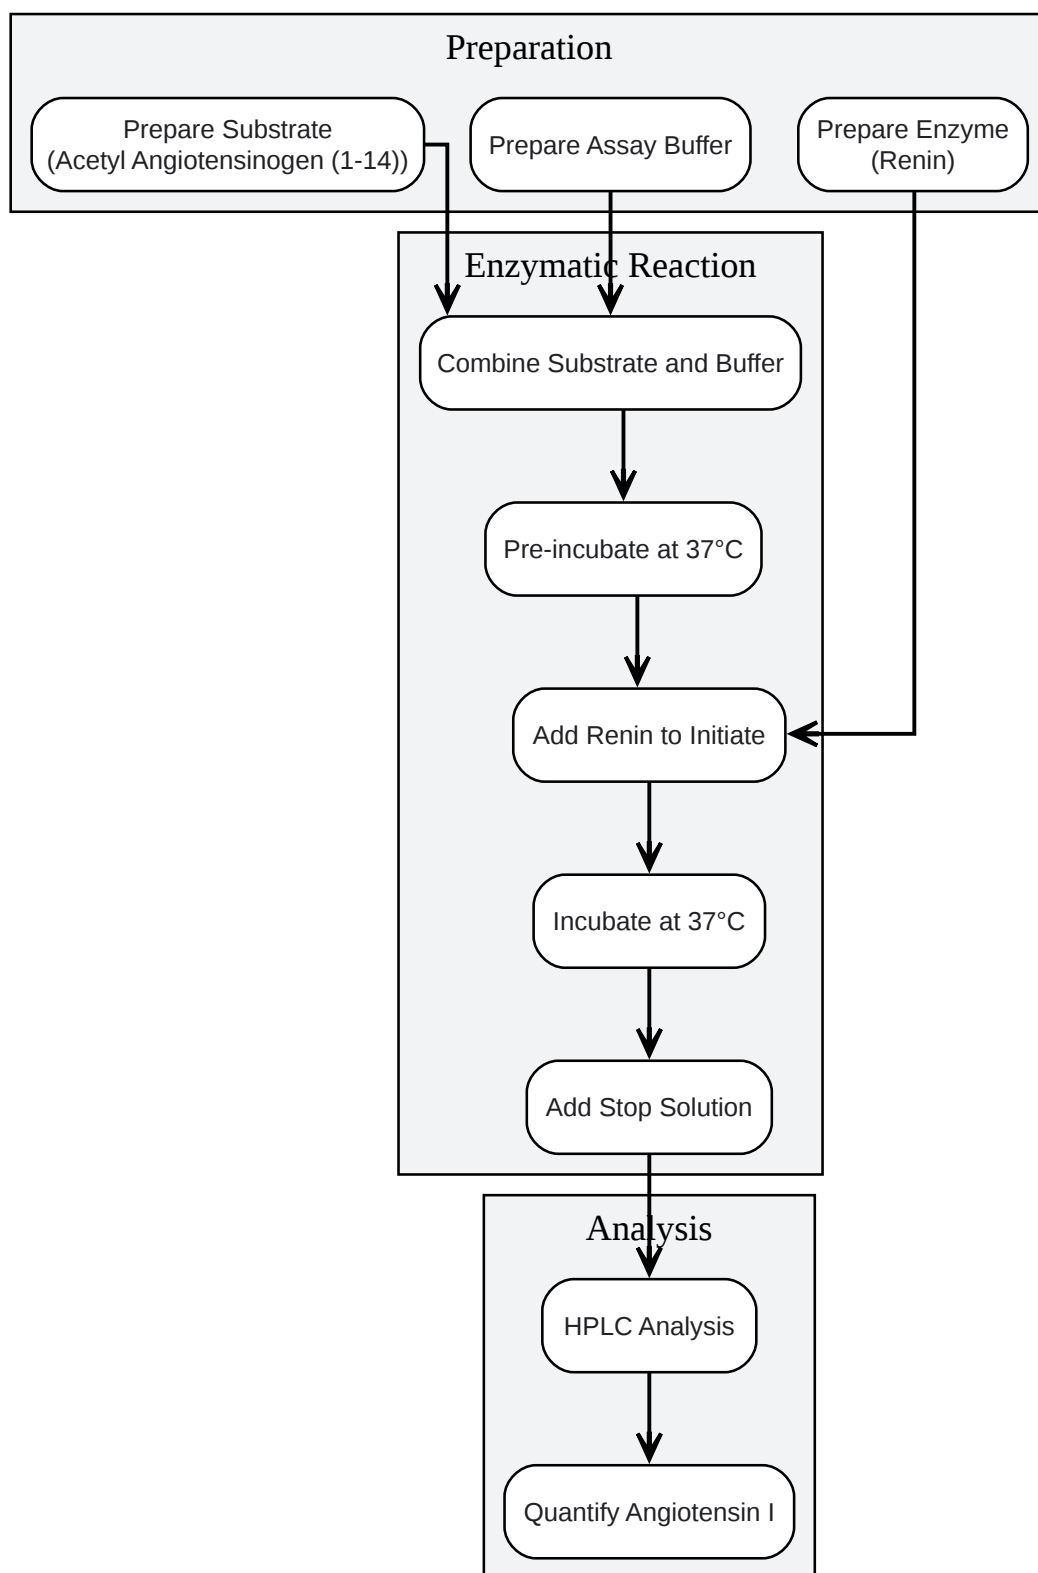 Preparation
Prepare Substrate
(Acetyl Angiotensinogen (1-14))
Prepare Assay Buffer
Prepare Enzyme
(Renin)
Enzymatic Reaction
Combine Substrate and Buffer
Pre-incubate at 37°C
Add Renin to Initiate
Incubate at 37°C
Add Stop Solution
Analysis
HPLC Analysis
Quantify Angiotensin I